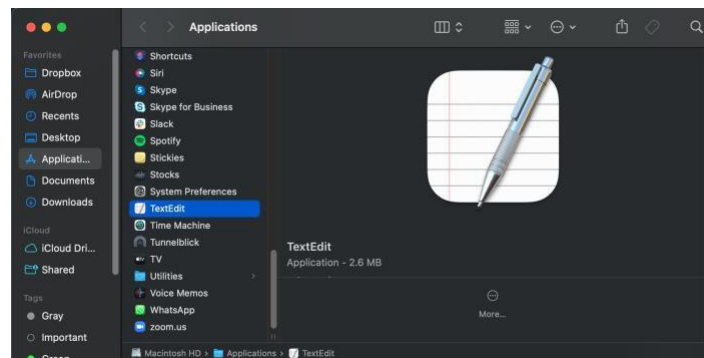 Applications
Favorites
Dropbox
AirDrop
Recents
Desktop
Applicati...
Documents
Downloads
iCloud
iCloud Dri...
Shared
Tags
Gray
Important
Green
Shortcuts
Siri
Skype
Skype for Business
Slack
Spotify
Stickies
Stocks
System Preferences
TextEdit
Time Machine
Tunnelblick
TV
Utilities
Voice Memos
WhatsApp
zoom.us
TextEdit
Application - 2.6 MB
More...
Macintosh HD › Applications › TextEdit